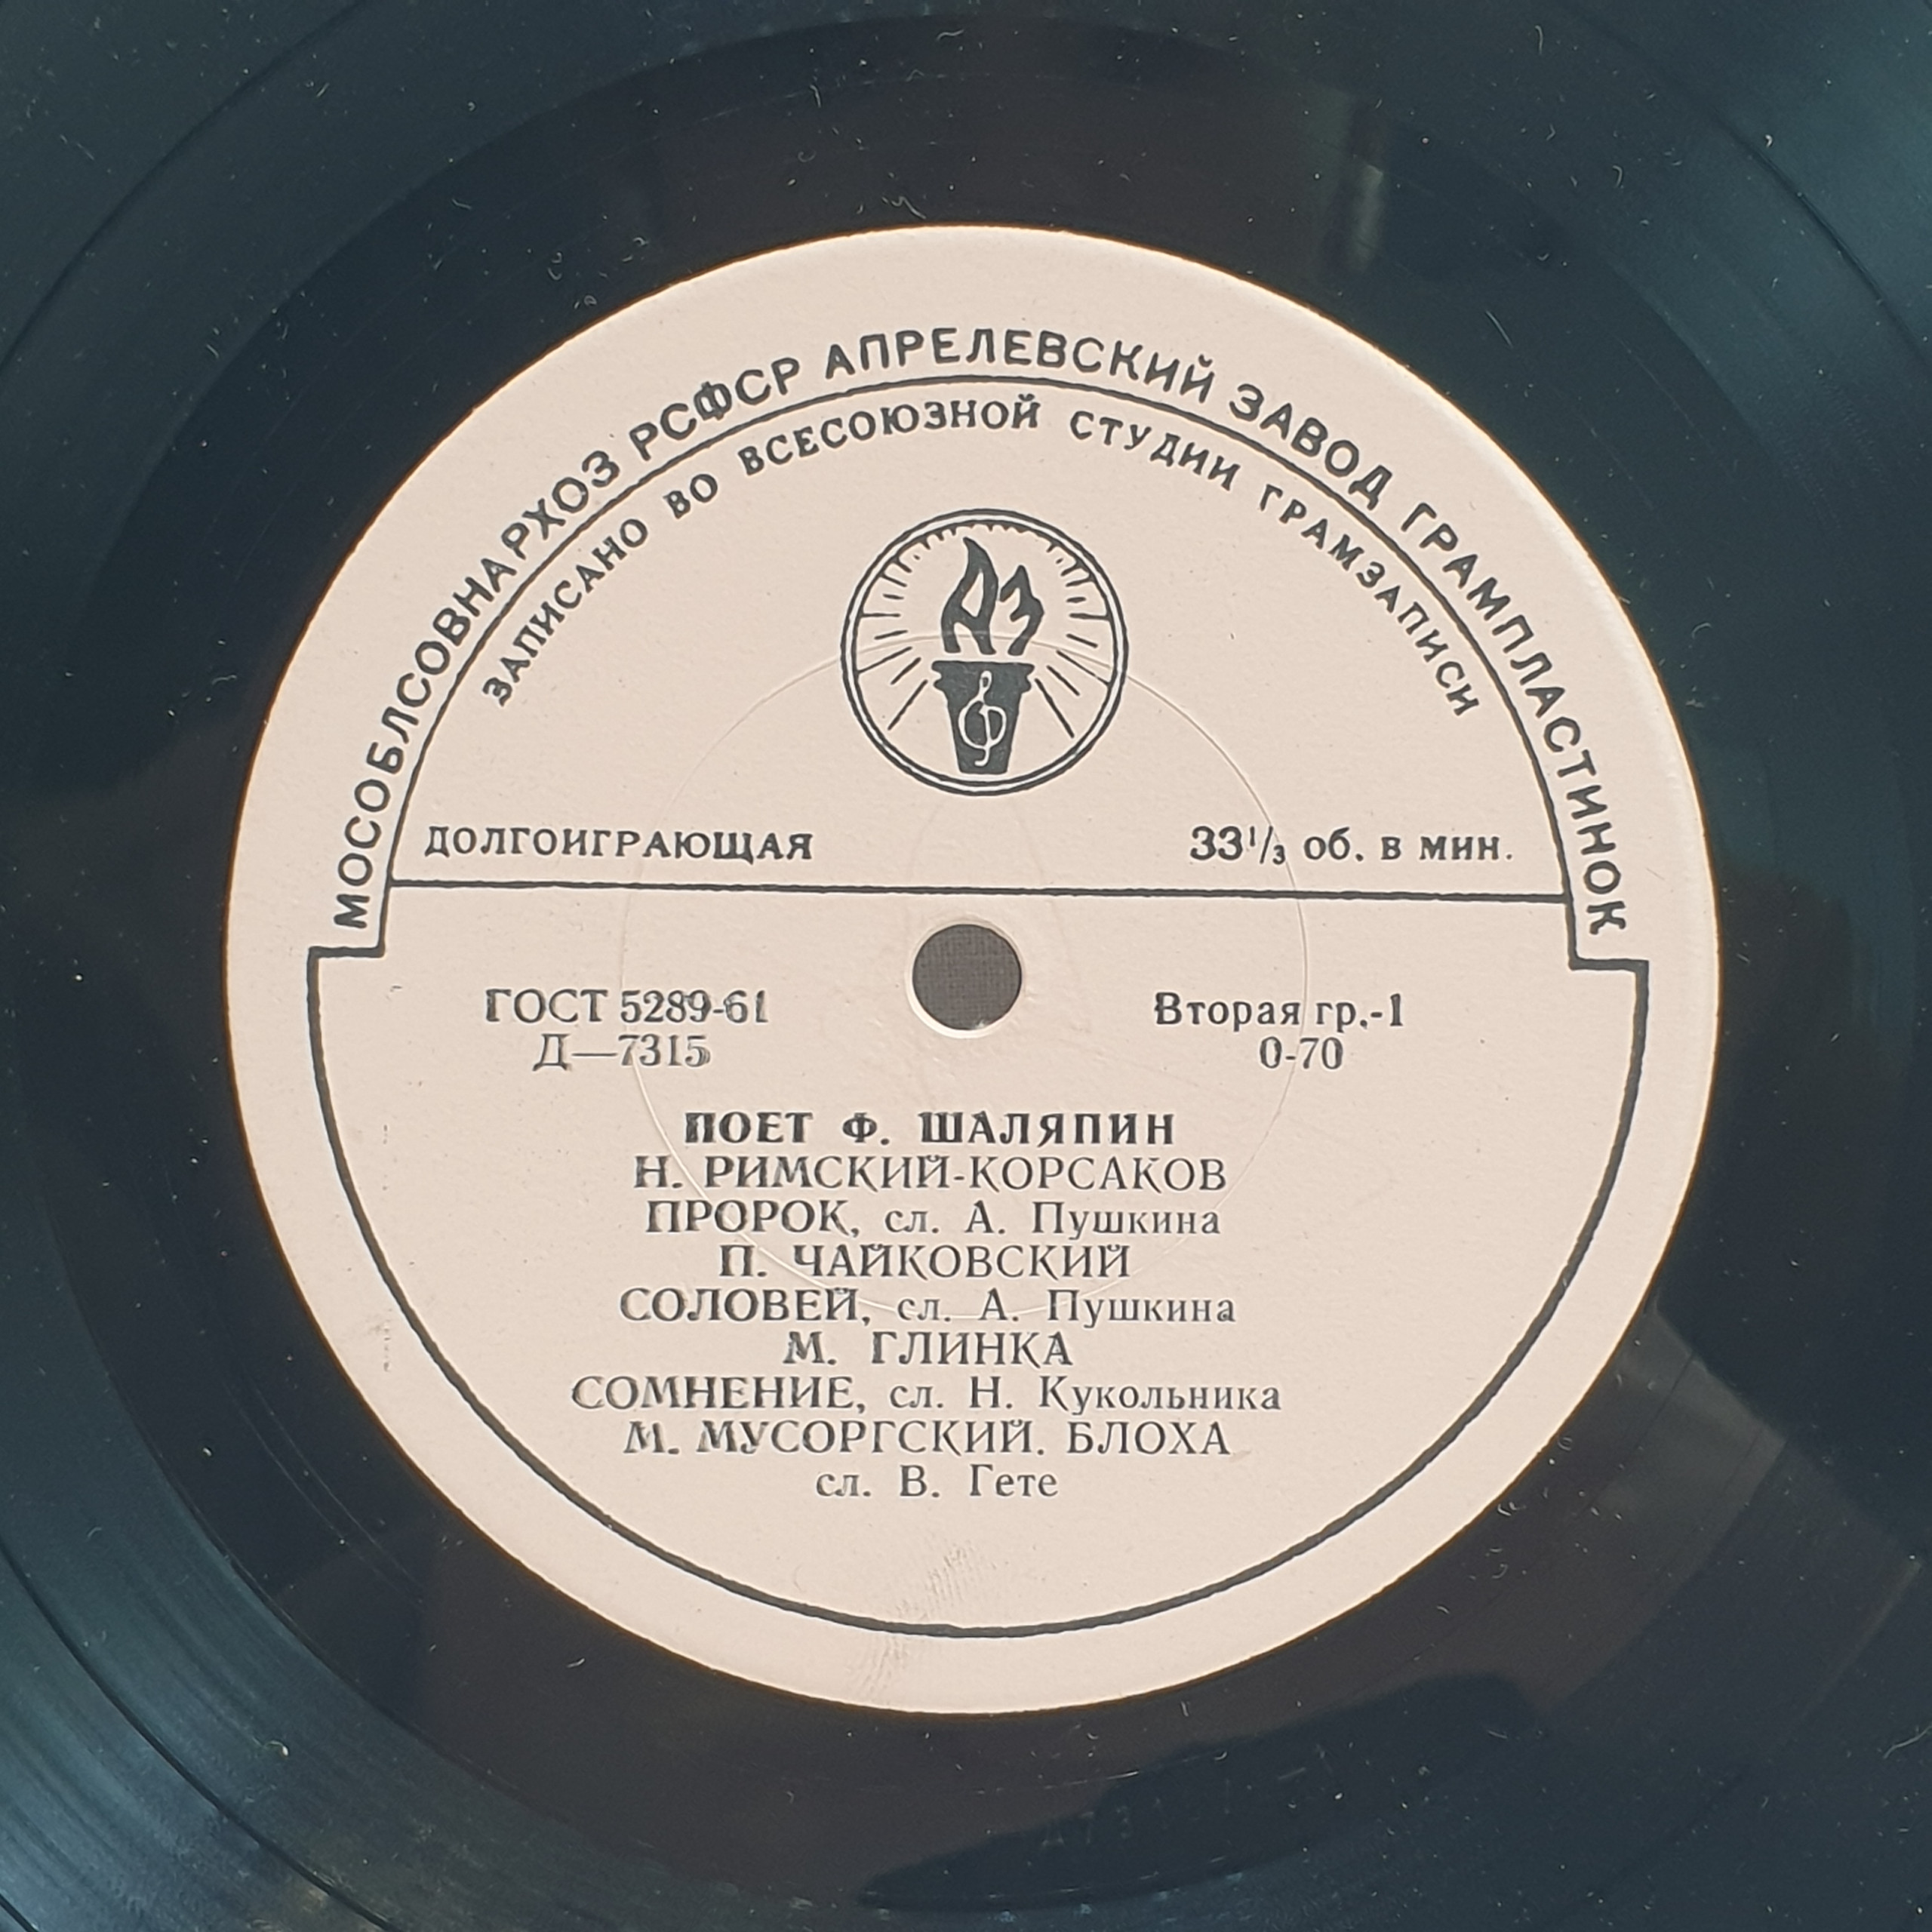 МОСОБЛСОВНАРХОЗ РСФСР АПРЕЛЕВСКИЙ ЗАВОД ГРАМПЛАСТИНОК
ЗАПИСАНО ВО ВСЕСОЮЗНОЙ СТУДИИ ГРАМЗАПИСИ
АЗ
ДОЛГОИГРАЮЩАЯ 33⅓ об. в мин.
ГОСТ 5289-61 Вторая гр.-1
Д—7315 0-70
ПОЕТ Ф. ШАЛЯПИН
Н. РИМСКИЙ-КОРСАКОВ
ПРОРОК, сл. А. Пушкина
П. ЧАЙКОВСКИЙ
СОЛОВЕЙ, сл. А. Пушкина
М. ГЛИНКА
СОМНЕНИЕ, сл. Н. Кукольника
М. МУСОРГСКИЙ. БЛОХА
сл. В. Гете